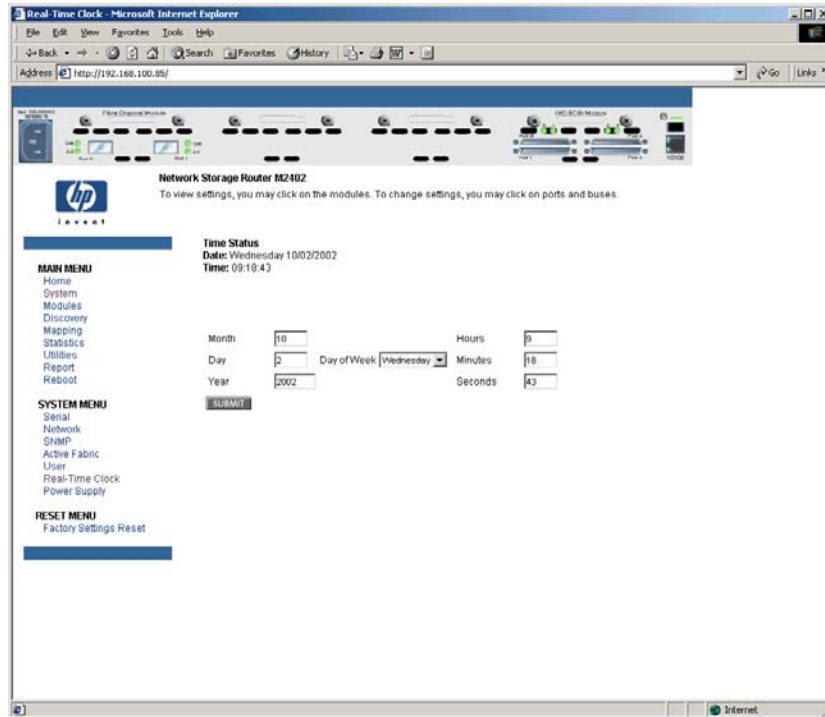 Real-Time Clock - Microsoft Internet Explorer
File Edit View Favorites Tools Help
Back Search Favorites History
Address http://192.168.100.85/ Go Links »
Fibre Channel Module
10/100
hp
invent
Network Storage Router M2402
To view settings, you may click on the modules. To change settings, you may click on ports and buses.
Time Status
Date: Wednesday 10/02/2002
Time: 09:18:43
MAIN MENU
Home
System
Modules
Discovery
Mapping
Statistics
Utilities
Report
Reboot
Month 10 Hours 9
Day 2 Day of Week Wednesday Minutes 18
Year 2002 Seconds 43
SUBMIT
SYSTEM MENU
Serial
Network
SNMP
Active Fabric
User
Real-Time Clock
Power Supply
RESET MENU
Factory Settings Reset
Internet